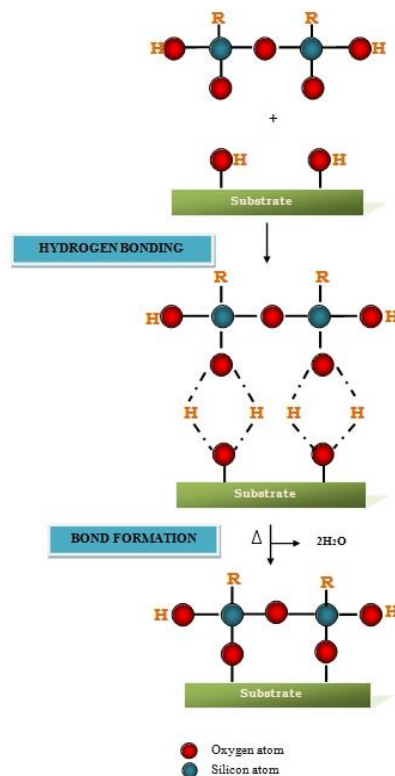 R R
H H
+
H H
Substrate
HYDROGEN BONDING
R R
H H
H H H H
Substrate
BOND FORMATION Δ 2H₂O
R R
H H
Substrate
Oxygen atom
Silicon atom